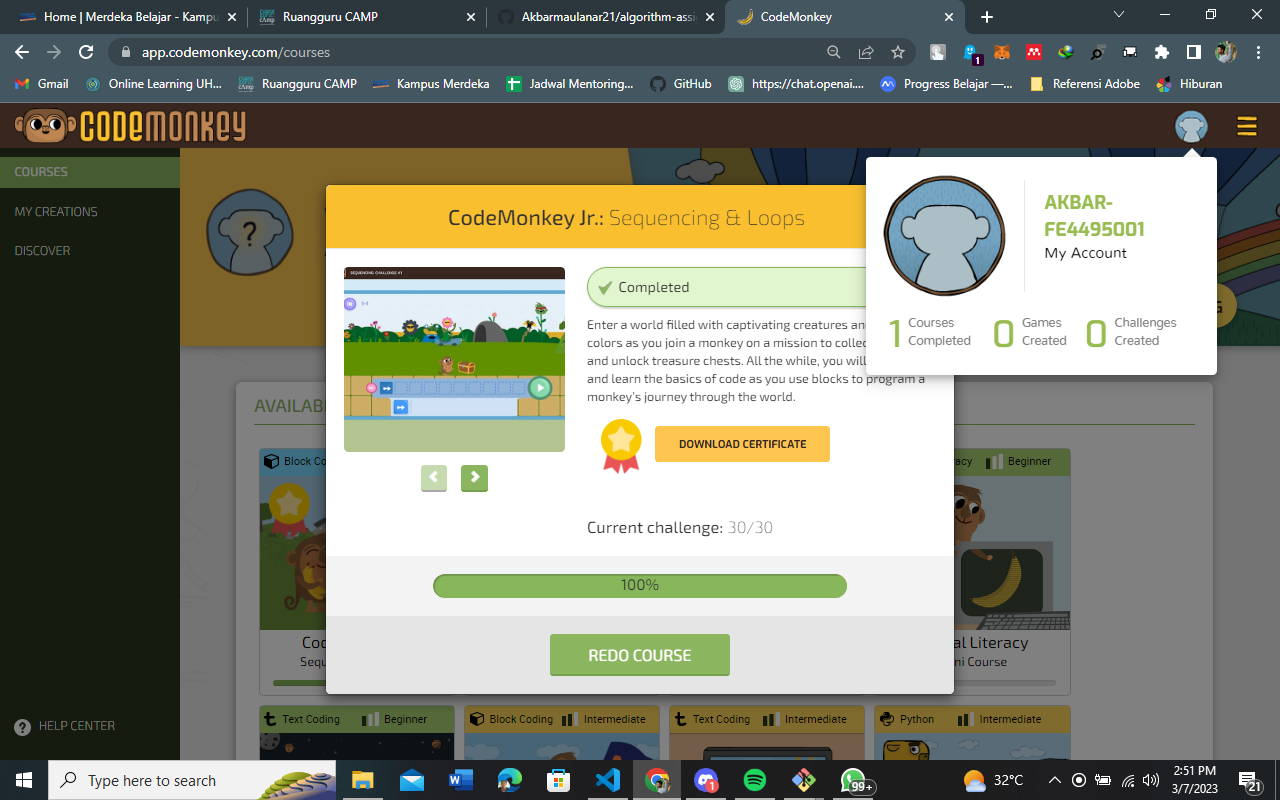 Home | Merdeka Belajar - Kampu
Ruangguru CAMP
Akbarmaulanar21/algorithm-assi
CodeMonkey
app.codemonkey.com/courses
1
Gmail
Online Learning UH...
Ruangguru CAMP
Kampus Merdeka
Jadwal Mentoring...
GitHub
https://chat.openai....
Progress Belajar —...
Referensi Adobe
Hiburan
CODEMONKEY
COURSES
MY CREATIONS
DISCOVER
?
CodeMonkey Jr.: Sequencing & Loops
AKBAR-
FE4495001
My Account
1 Courses Completed
0 Games Created
0 Challenges Created
G
SEQUENCING CHALLENGE #1
Completed
Enter a world filled with captivating creatures and
colors as you join a monkey on a mission to collec
and unlock treasure chests. All the while, you will
and learn the basics of code as you use blocks to program a
monkey's journey through the world.
DOWNLOAD CERTIFICATE
Current challenge: 30/30
100%
REDO COURSE
AVAILAB
Block Co
acy
Beginner
Coc
Sequ
al Literacy
ni Course
Text Coding
Beginner
Block Coding
Intermediate
Text Coding
Intermediate
Python
Intermediate
HELP CENTER
Type here to search
1
99+
32°C
2:51 PM
3/7/2023
21